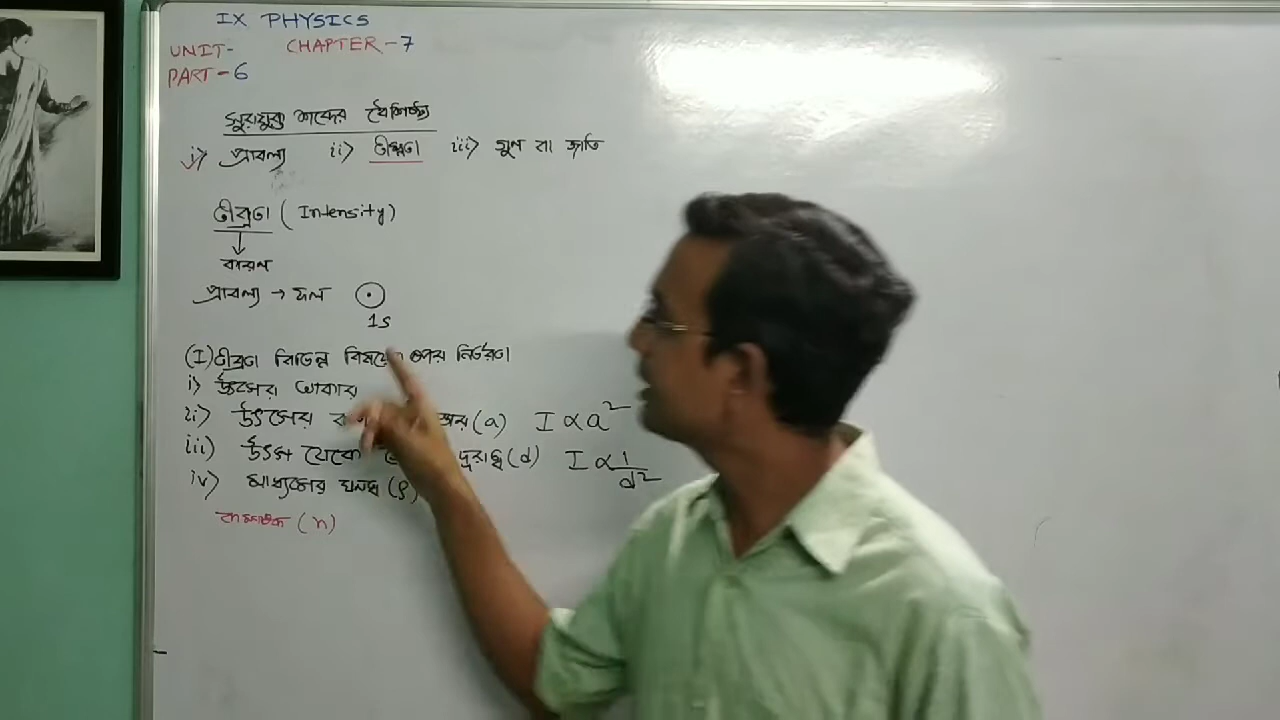 IX PHYSICS
UNIT- CHAPTER-7
PART-6
সুরযুক্ত শব্দের বৈশিষ্ট্য
i> প্রাবল্য ii> তীক্ষ্ণতা iii> গুণ বা জাতি
তীব্রতা (Intensity)
↓
কারণ
প্রাবল্য → ফল
1s
(I) তীব্রতা বিভিন্ন বিষয়ের ওপর নির্ভরতা
i> উৎসের আকার
ii> উৎসের (a) I ∝ a²
iii> উৎস থেকে দূরত্ব (d) I ∝ 1/d²
iv> মাধ্যমের ঘনত্ব (ρ)
কম্পাঙ্ক (n)